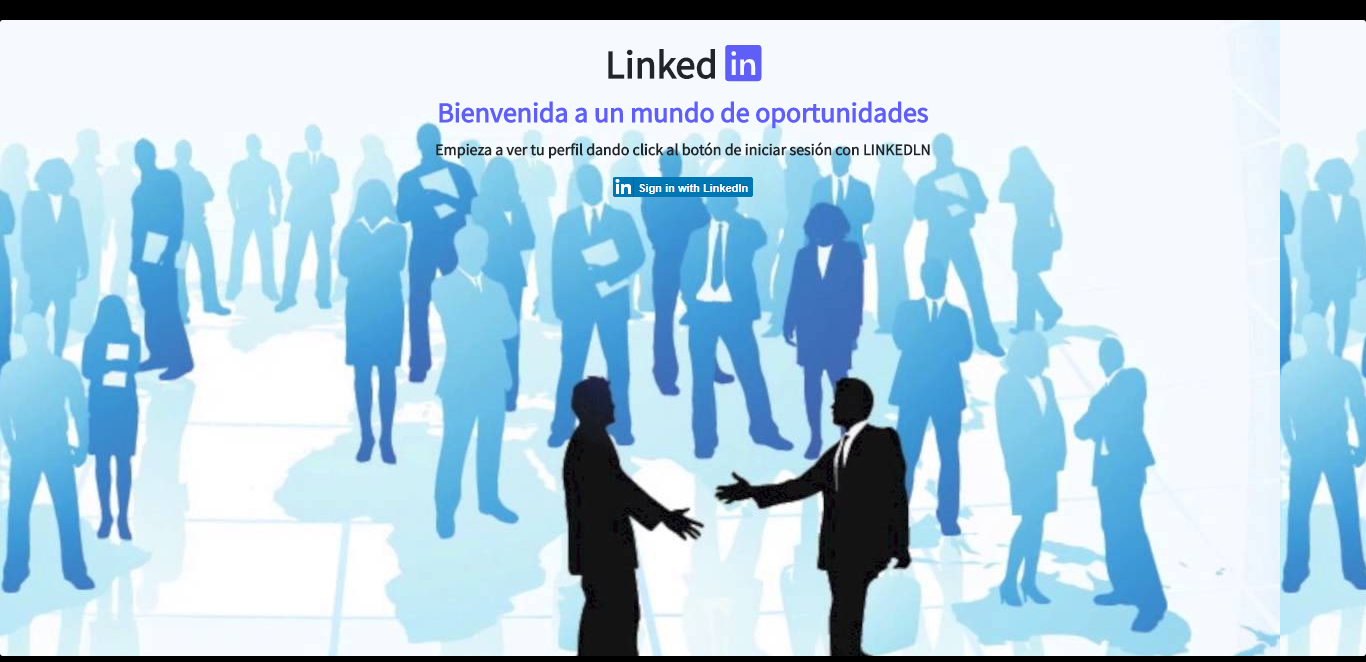 Linked in
Bienvenida a un mundo de oportunidades
Empieza a ver tu perfil dando click al botón de iniciar sesión con LINKEDLN
in Sign in with LinkedIn